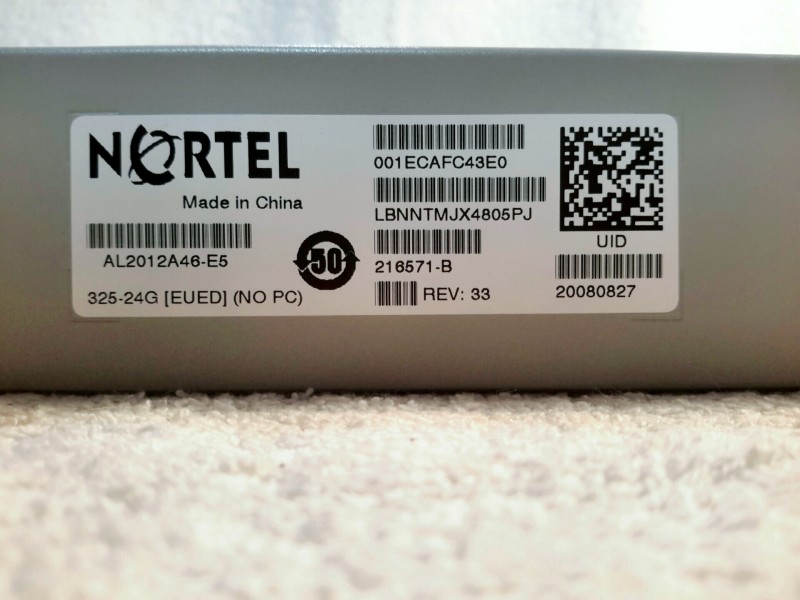 NORTEL
Made in China
AL2012A46-E5
325-24G [EUED] (NO PC)
50
001ECAFC43E0
LBNNTMJX4805PJ
216571-B
REV: 33
UID
20080827